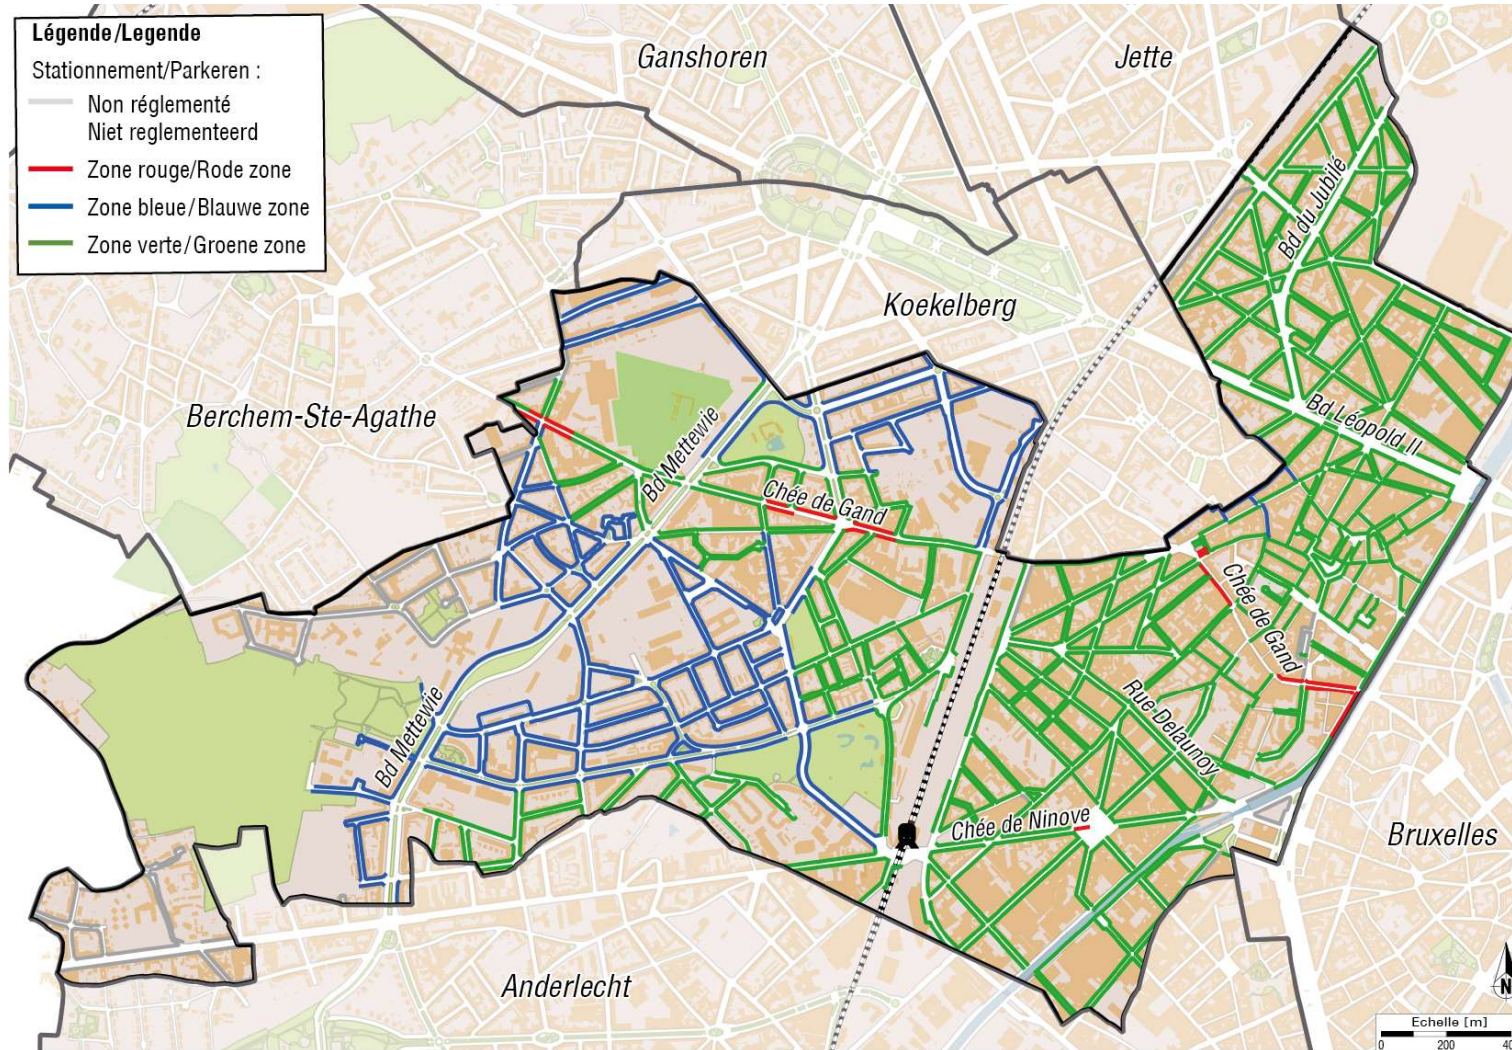 Légende/Legende
Stationnement/Parkeren :
Non réglementé
Niet reglementeerd
Zone rouge/Rode zone
Zone bleue/Blauwe zone
Zone verte/Groene zone
Ganshoren
Jette
Bd du Jubilé
Koekelberg
Berchem-Ste-Agathe
Bd Mettewie
Bd Léopold II
Chée de Gand
Chée de Gand
Rue Delaunoy
Bd Mettewie
Chée de Ninove
Bruxelles
Anderlecht
N
Echelle [m]
0 200